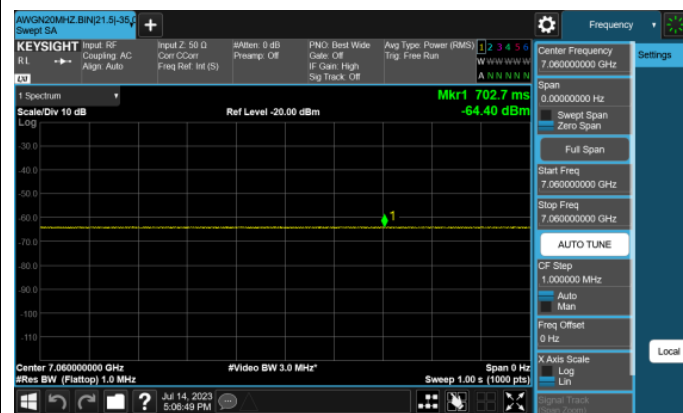 AWGN20MHZ.BIN|21.5|-35,
Swept SA
Frequency
KEYSIGHT
R L
Input: RF
Coupling: AC
Align: Auto
Input Z: 50 Ω
Corr CCorr
Freq Ref: Int (S)
#Atten: 0 dB
Preamp: Off
PNO: Best Wide
Gate: Off
IF Gain: High
Sig Track: Off
Avg Type: Power (RMS)
Trig: Free Run
1 2 3 4 5 6
W W W W W W
A N N N N N
LXI
1 Spectrum
Scale/Div 10 dB
Ref Level -20.00 dBm
Mkr1 702.7 ms
-64.40 dBm
Log
-30.0
-40.0
-50.0
-60.0
-70.0
-80.0
-90.0
-100
-110
1
Center 7.060000000 GHz
#Video BW 3.0 MHz*
Span 0 Hz
#Res BW (Flattop) 1.0 MHz
Sweep 1.00 s (1000 pts)
Jul 14, 2023
5:06:49 PM
?
Center Frequency
7.060000000 GHz
Settings
Span
0.00000000 Hz
Swept Span
Zero Span
Full Span
Start Freq
7.060000000 GHz
Stop Freq
7.060000000 GHz
AUTO TUNE
CF Step
1.000000 MHz
Auto
Man
Freq Offset
0 Hz
X Axis Scale
Log
Lin
Local
Signal Track
(Span Zoom)